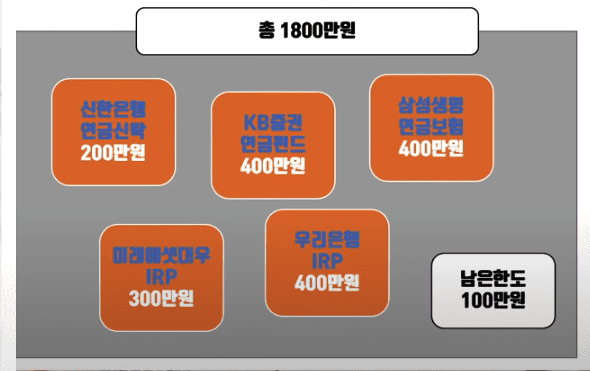 총 1800만원
신한은행
연금신탁
200만원
KB증권
연금펀드
400만원
삼성생명
연금보험
400만원
미래에셋대우
IRP
300만원
우리은행
IRP
400만원
남은한도
100만원